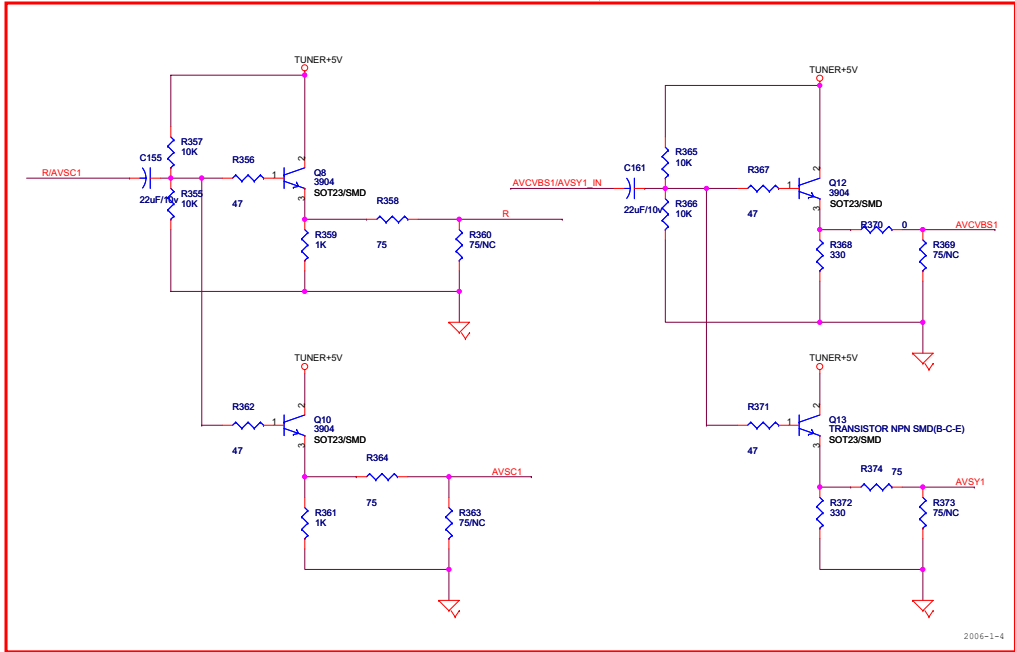 TUNER+5V
R357
10K
C155
R/AVSC1
R355
10K
22uF/10v
R356
47
1
2
3
Q8
3904
SOT23/SMD
R358
75
R
R359
1K
R360
75/NC
TUNER+5V
R365
10K
C161
AVCVBS1/AVSY1_IN
22uF/10v
R366
10K
R367
47
1
2
3
Q12
3904
SOT23/SMD
R370 0
AVCVBS1
R368
330
R369
75/NC
TUNER+5V
R362
47
1
2
3
Q10
3904
SOT23/SMD
R364
75
AVSC1
R361
1K
R363
75/NC
TUNER+5V
R371
47
1
2
3
Q13
TRANSISTOR NPN SMD(B-C-E)
SOT23/SMD
R374 75
AVSY1
R372
330
R373
75/NC
2006-1-4